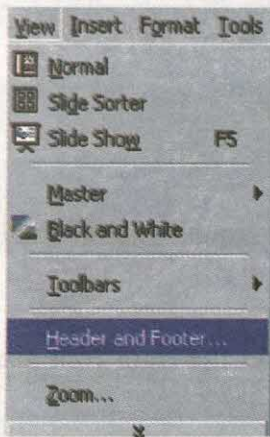 View Insert Format Tools
Normal
Slide Sorter
Slide Show F5
Master
Black and White
Toolbars
Header and Footer...
Zoom...